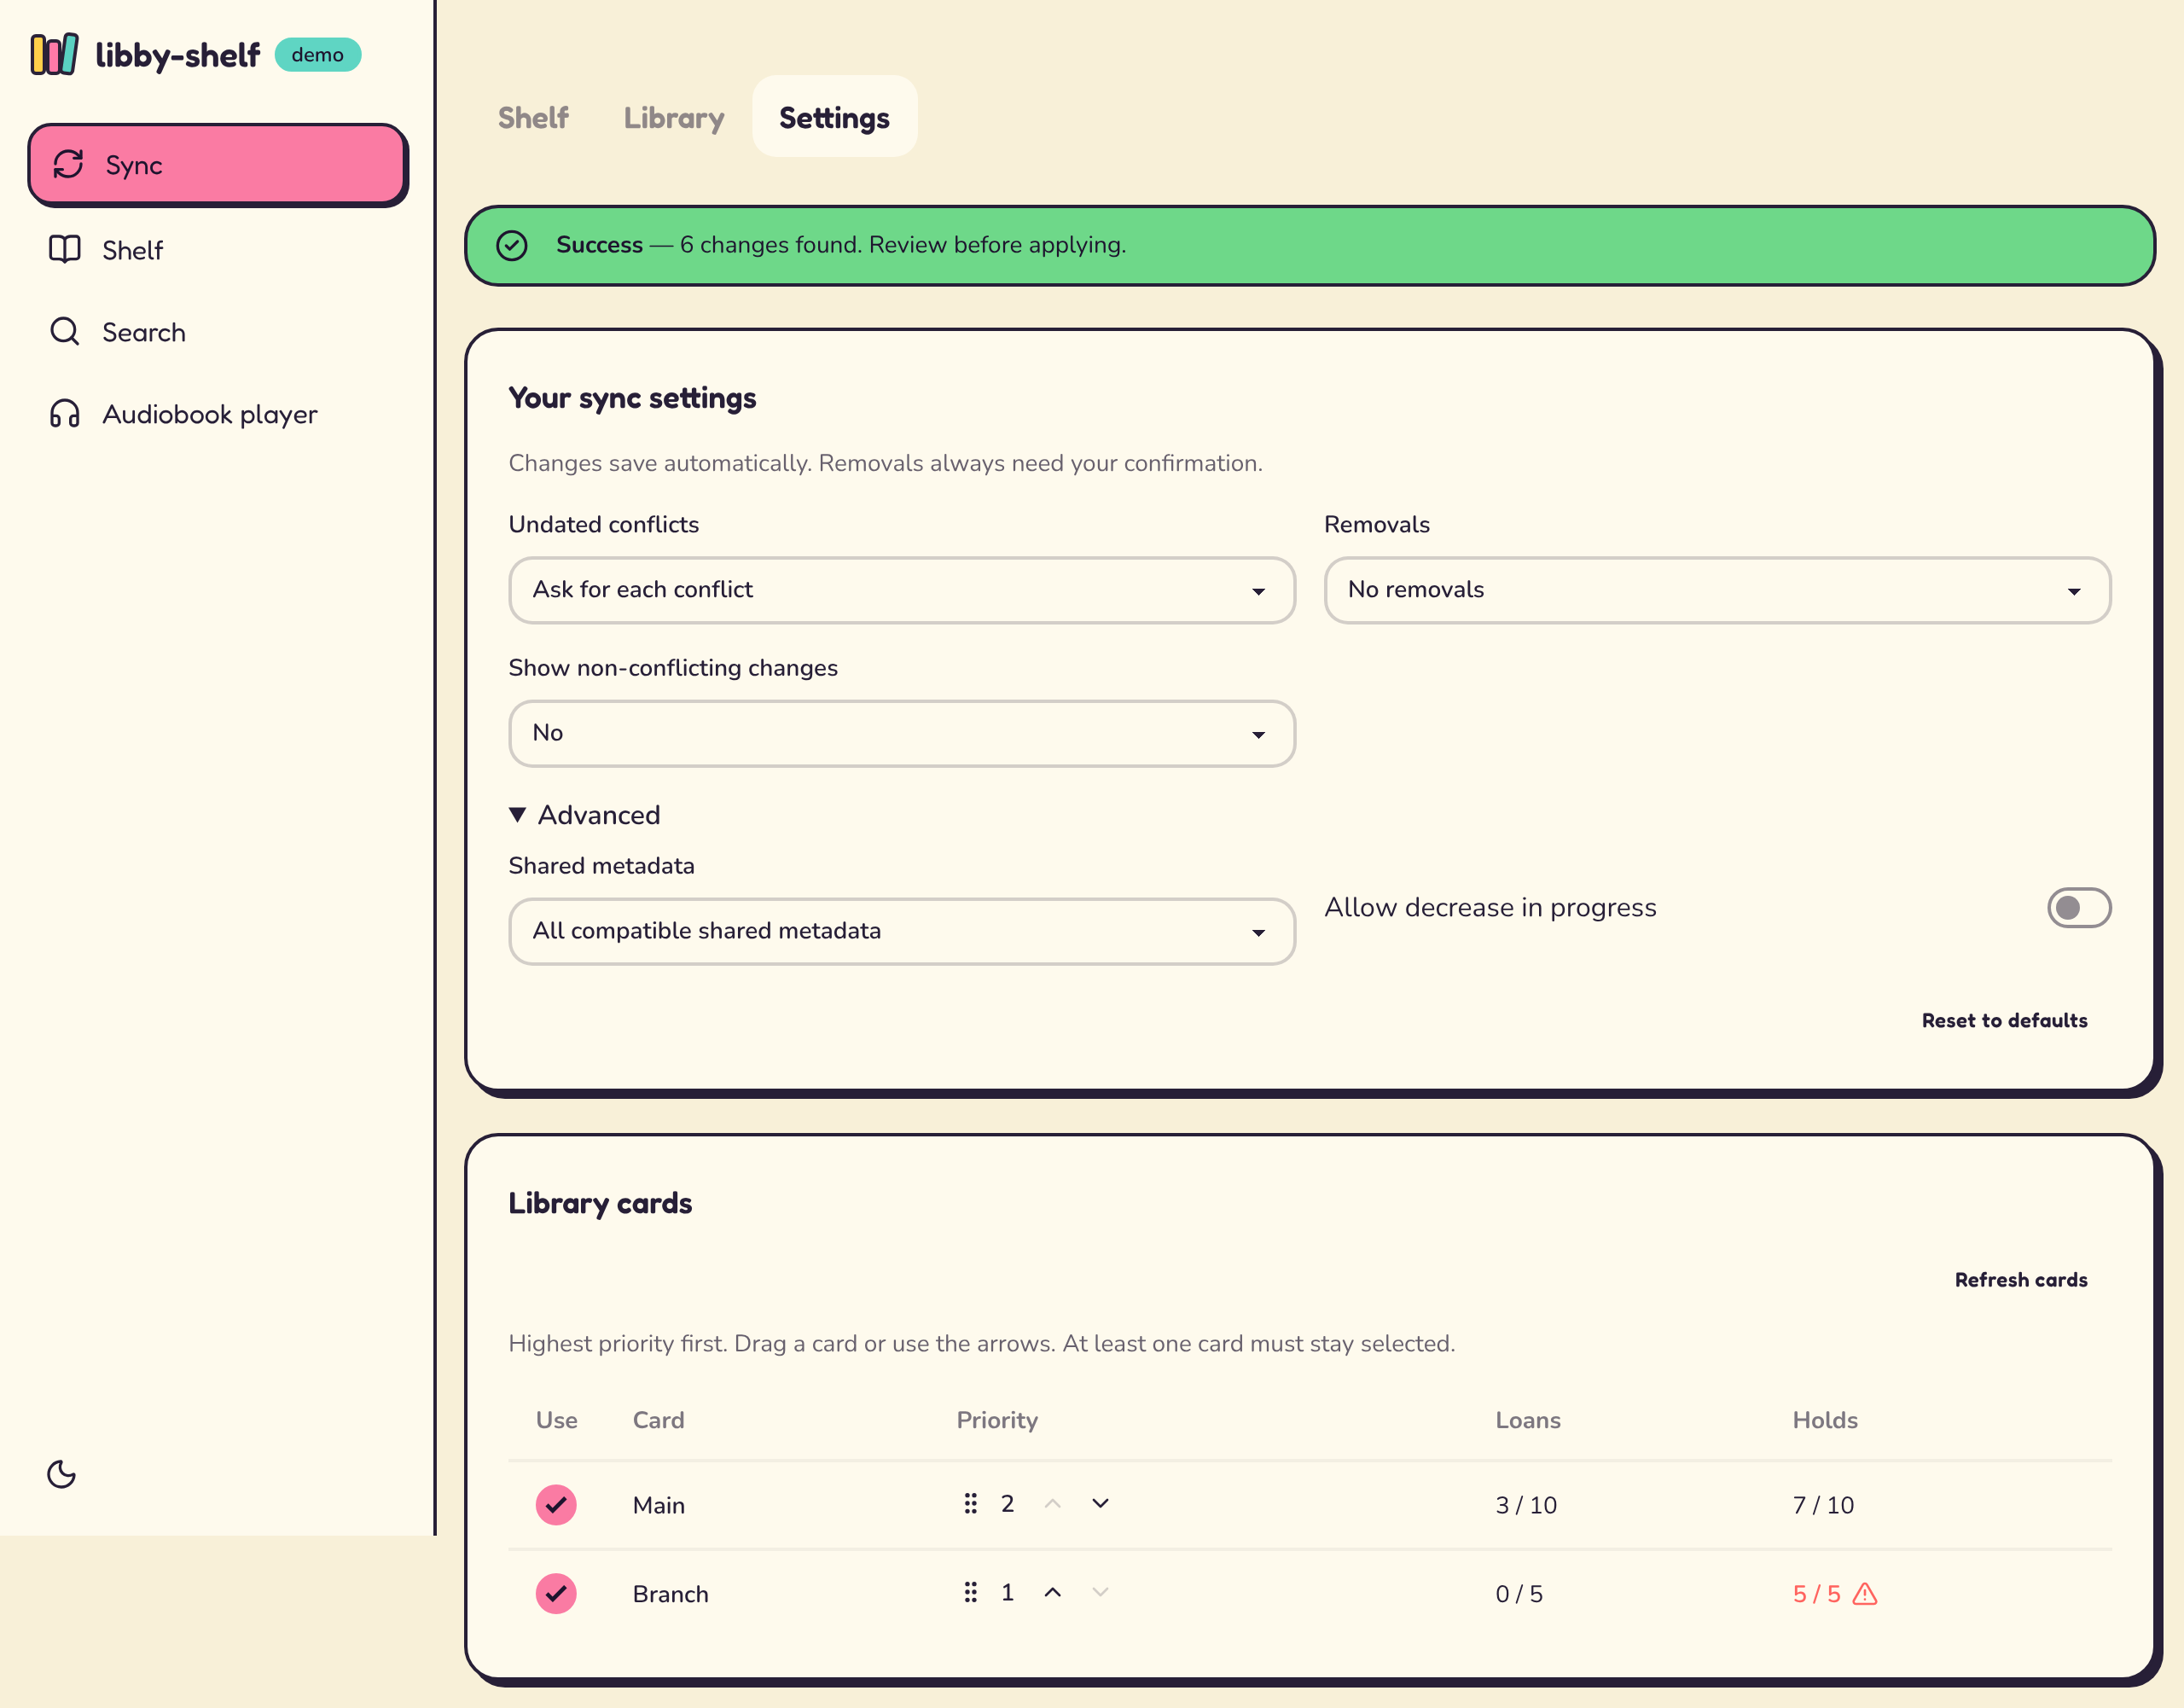 libby-shelf demo
Sync
Shelf
Search
Audiobook player
Shelf Library Settings
Success — 6 changes found. Review before applying.
Your sync settings
Changes save automatically. Removals always need your confirmation.
Undated conflicts
Ask for each conflict
Removals
No removals
Show non-conflicting changes
No
Advanced
Shared metadata
All compatible shared metadata
Allow decrease in progress
Reset to defaults
Library cards
Refresh cards
Highest priority first. Drag a card or use the arrows. At least one card must stay selected.
Use Card Priority Loans Holds
Main 2 3 / 10 7 / 10
Branch 1 0 / 5 5 / 5